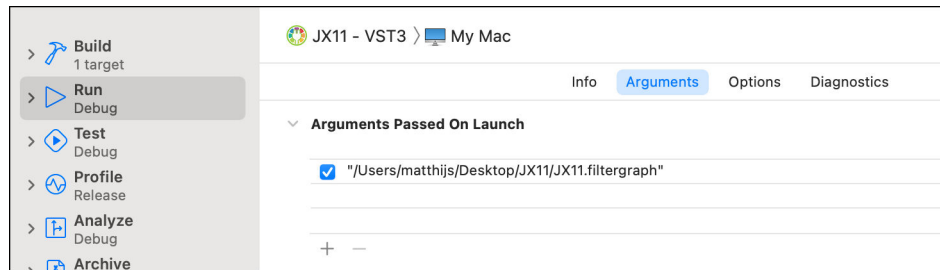 Build
1 target
Run
Debug
Test
Debug
Profile
Release
Analyze
Debug
Archive
JX11 - VST3 〉 My Mac
Info Arguments Options Diagnostics
Arguments Passed On Launch
"/Users/matthijs/Desktop/JX11/JX11.filtergraph"